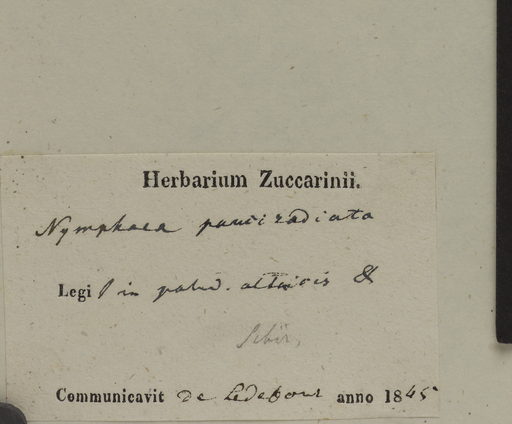 Herbarium Zuccarinii.
Nymphaea pauciradiata
Legi in palud. altaicis &
Sibir.
Communicavit de Ledebour anno 1845